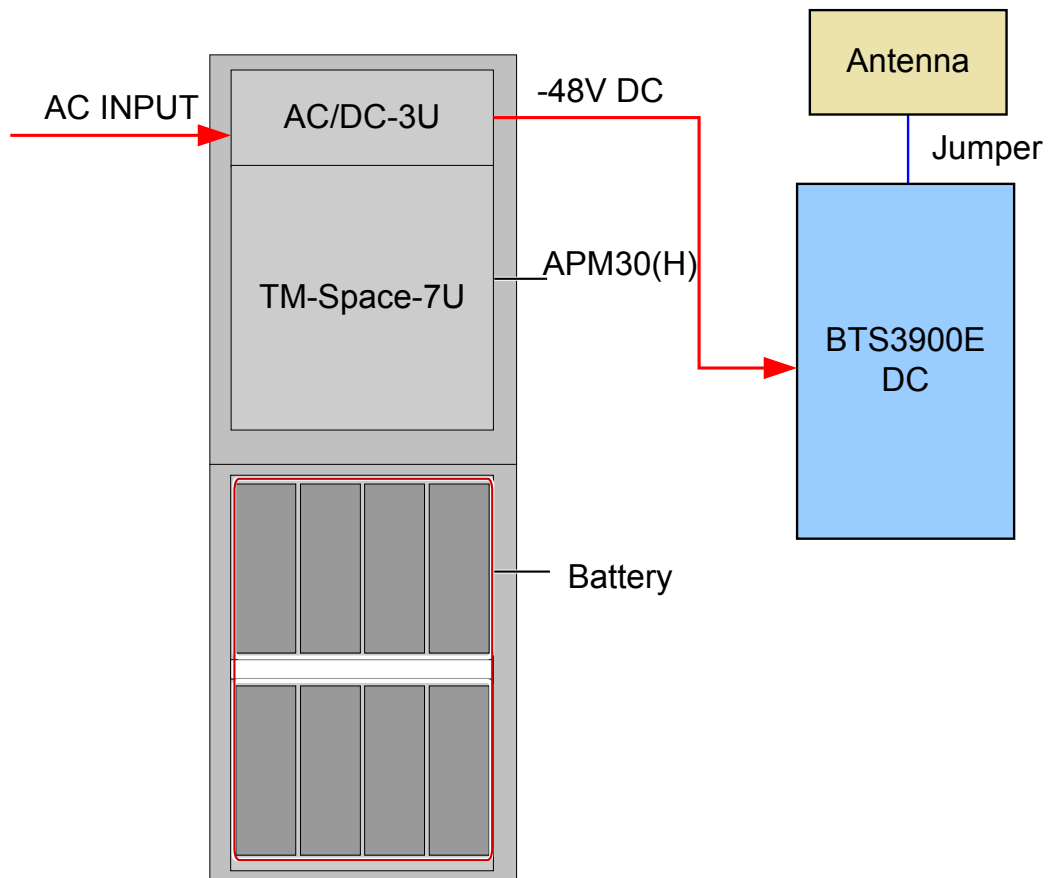 Antenna
AC INPUT
AC/DC-3U
-48V DC
Jumper
APM30(H)
TM-Space-7U
BTS3900E
DC
Battery